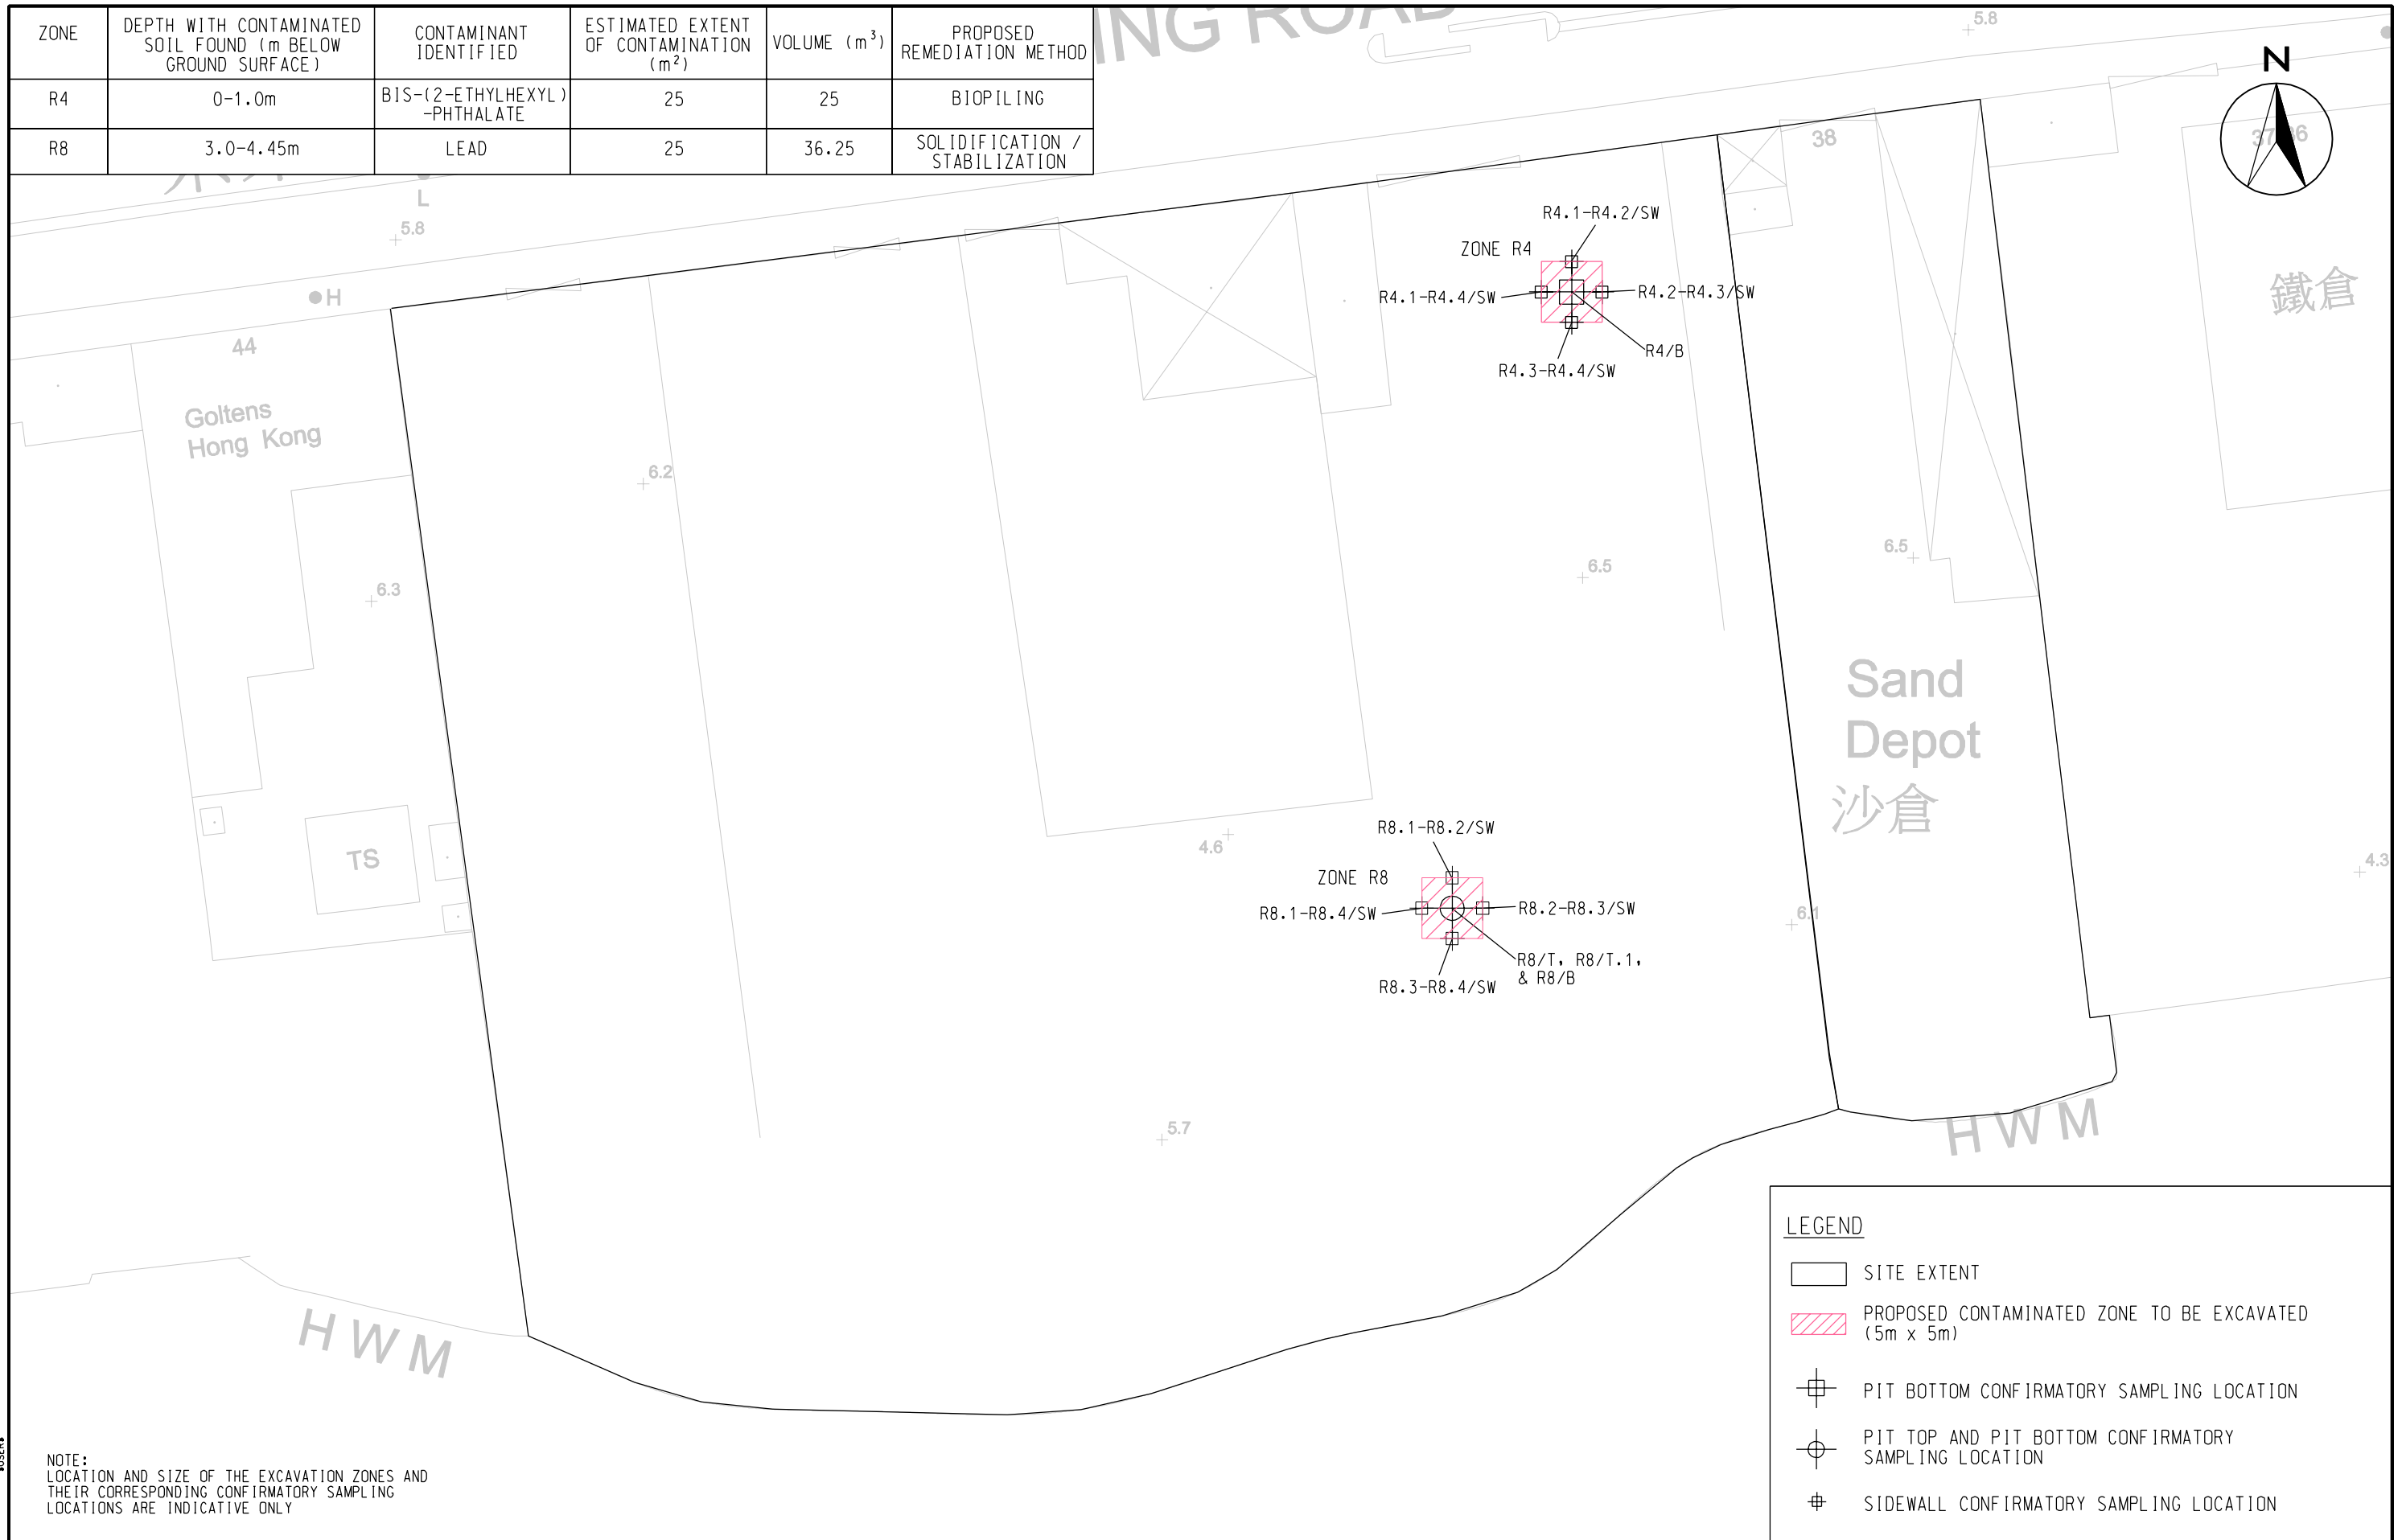 ZONE
DEPTH WITH CONTAMINATED
SOIL FOUND (m BELOW
GROUND SURFACE)
CONTAMINANT
IDENTIFIED
ESTIMATED EXTENT
OF CONTAMINATION
(m²)
VOLUME (m³)
PROPOSED
REMEDIATION METHOD
R4
0-1.0m
BIS-(2-ETHYLHEXYL)
-PHTHALATE
25
25
BIOPILING
R8
3.0-4.45m
LEAD
25
36.25
SOLIDIFICATION /
STABILIZATION
ING ROAD
5.8
N
38
37
36
L
5.8
H
44
Goltens
Hong Kong
R4.1-R4.2/SW
ZONE R4
R4.1-R4.4/SW
R4.2-R4.3/SW
R4/B
R4.3-R4.4/SW
鐵倉
6.2
6.3
6.5
6.5
Sand
Depot
沙倉
4.6
TS
R8.1-R8.2/SW
ZONE R8
R8.1-R8.4/SW
R8.2-R8.3/SW
R8/T, R8/T.1,
& R8/B
R8.3-R8.4/SW
6.1
4.3
5.7
HWM
HWM
LEGEND
SITE EXTENT
PROPOSED CONTAMINATED ZONE TO BE EXCAVATED
(5m x 5m)
PIT BOTTOM CONFIRMATORY SAMPLING LOCATION
PIT TOP AND PIT BOTTOM CONFIRMATORY
SAMPLING LOCATION
SIDEWALL CONFIRMATORY SAMPLING LOCATION
NOTE:
LOCATION AND SIZE OF THE EXCAVATION ZONES AND
THEIR CORRESPONDING CONFIRMATORY SAMPLING
LOCATIONS ARE INDICATIVE ONLY